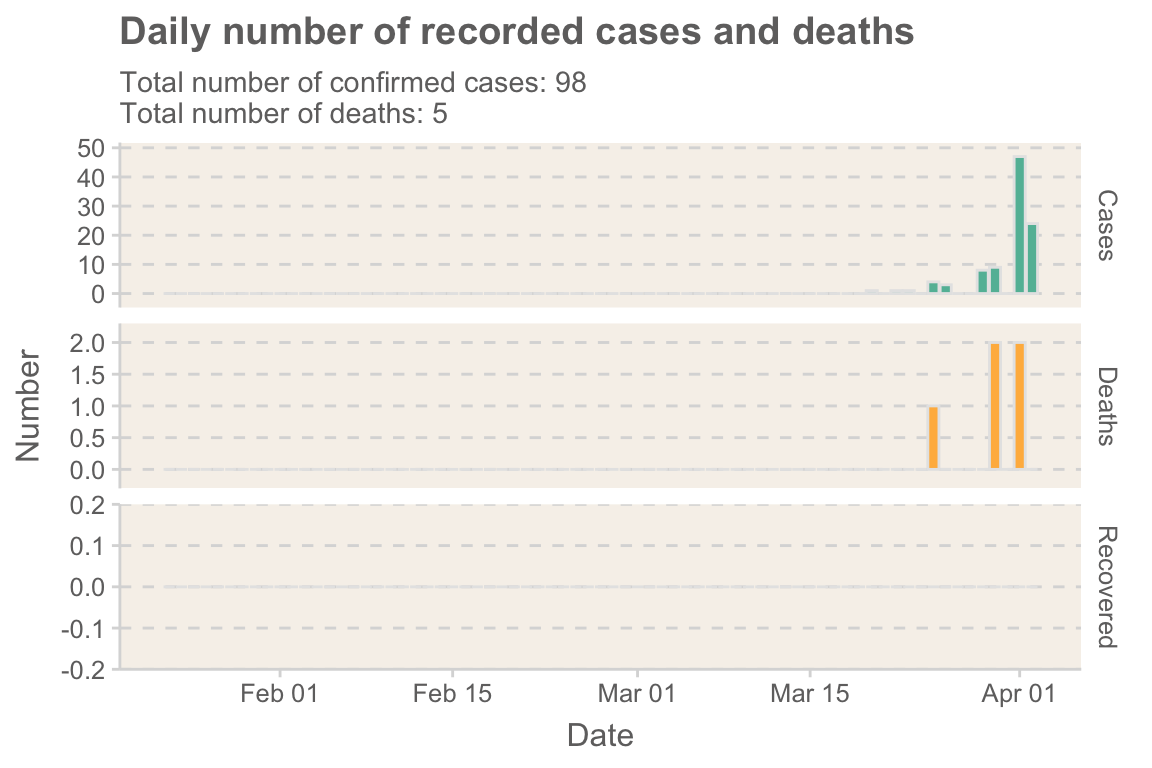 Daily number of recorded cases and deaths
Total number of confirmed cases: 98
Total number of deaths: 5
50
40
30
20
10
0
Cases
2.0
1.5
1.0
0.5
0.0
Deaths
0.2
0.1
0.0
-0.1
-0.2
Recovered
Number
Feb 01
Feb 15
Mar 01
Mar 15
Apr 01
Date